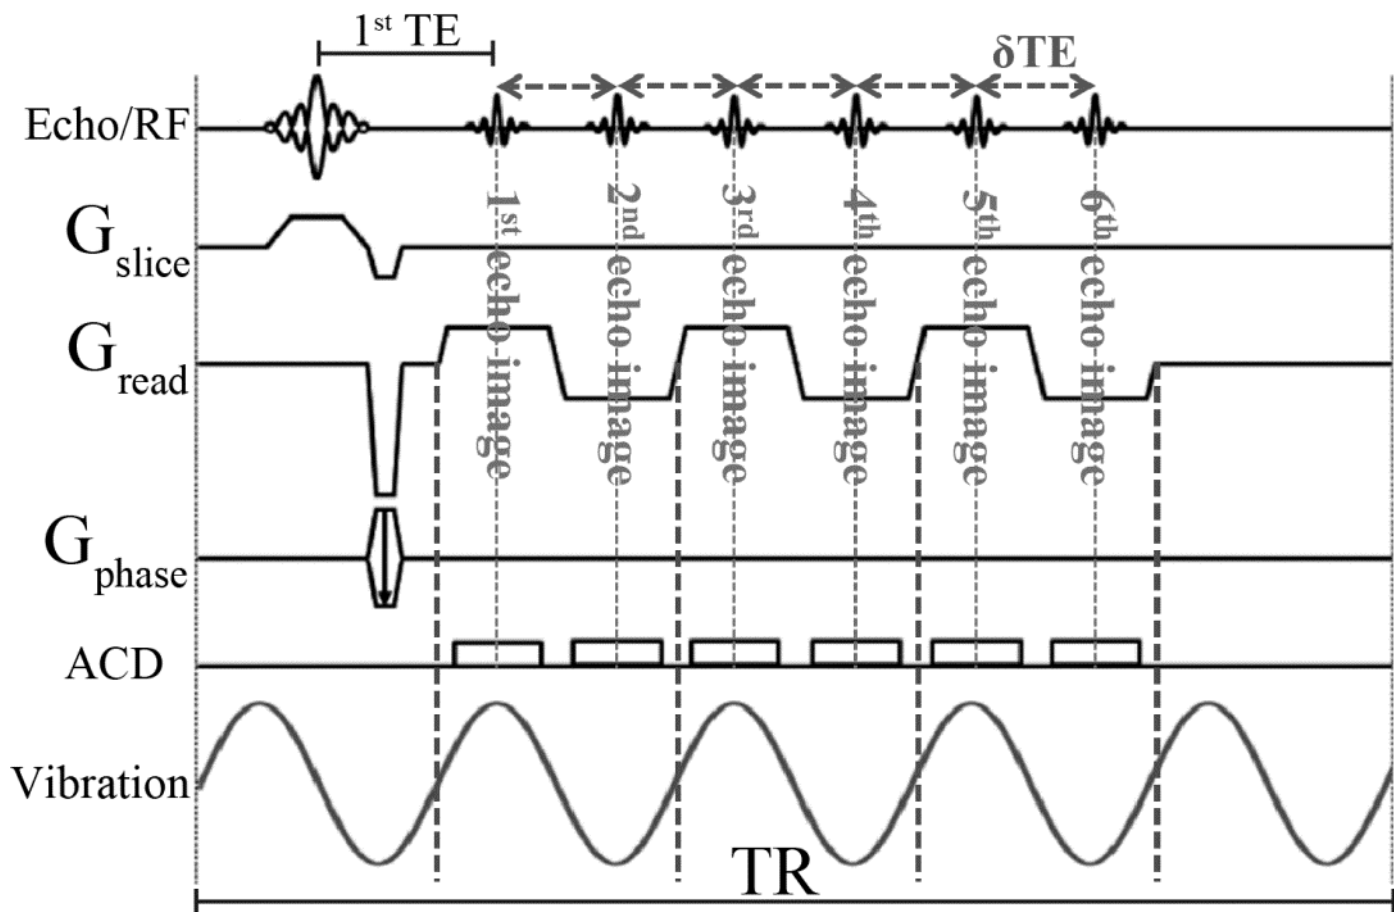 1st TE
δTE
Echo/RF
1st echo image
2nd echo image
3rd echo image
4th echo image
5th echo image
6th echo image
Gslice
Gread
Gphase
ACD
Vibration
TR